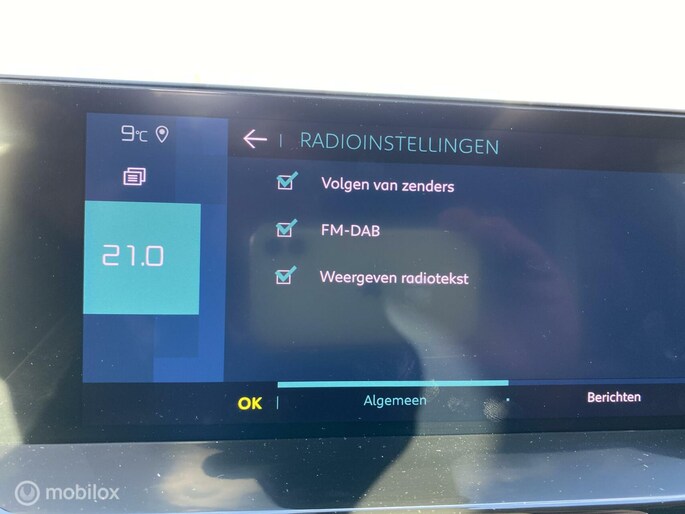 9°C
RADIOINSTELLINGEN
Volgen van zenders
21.0
FM-DAB
Weergeven radiotekst
OK
Algemeen
Berichten
mobilox